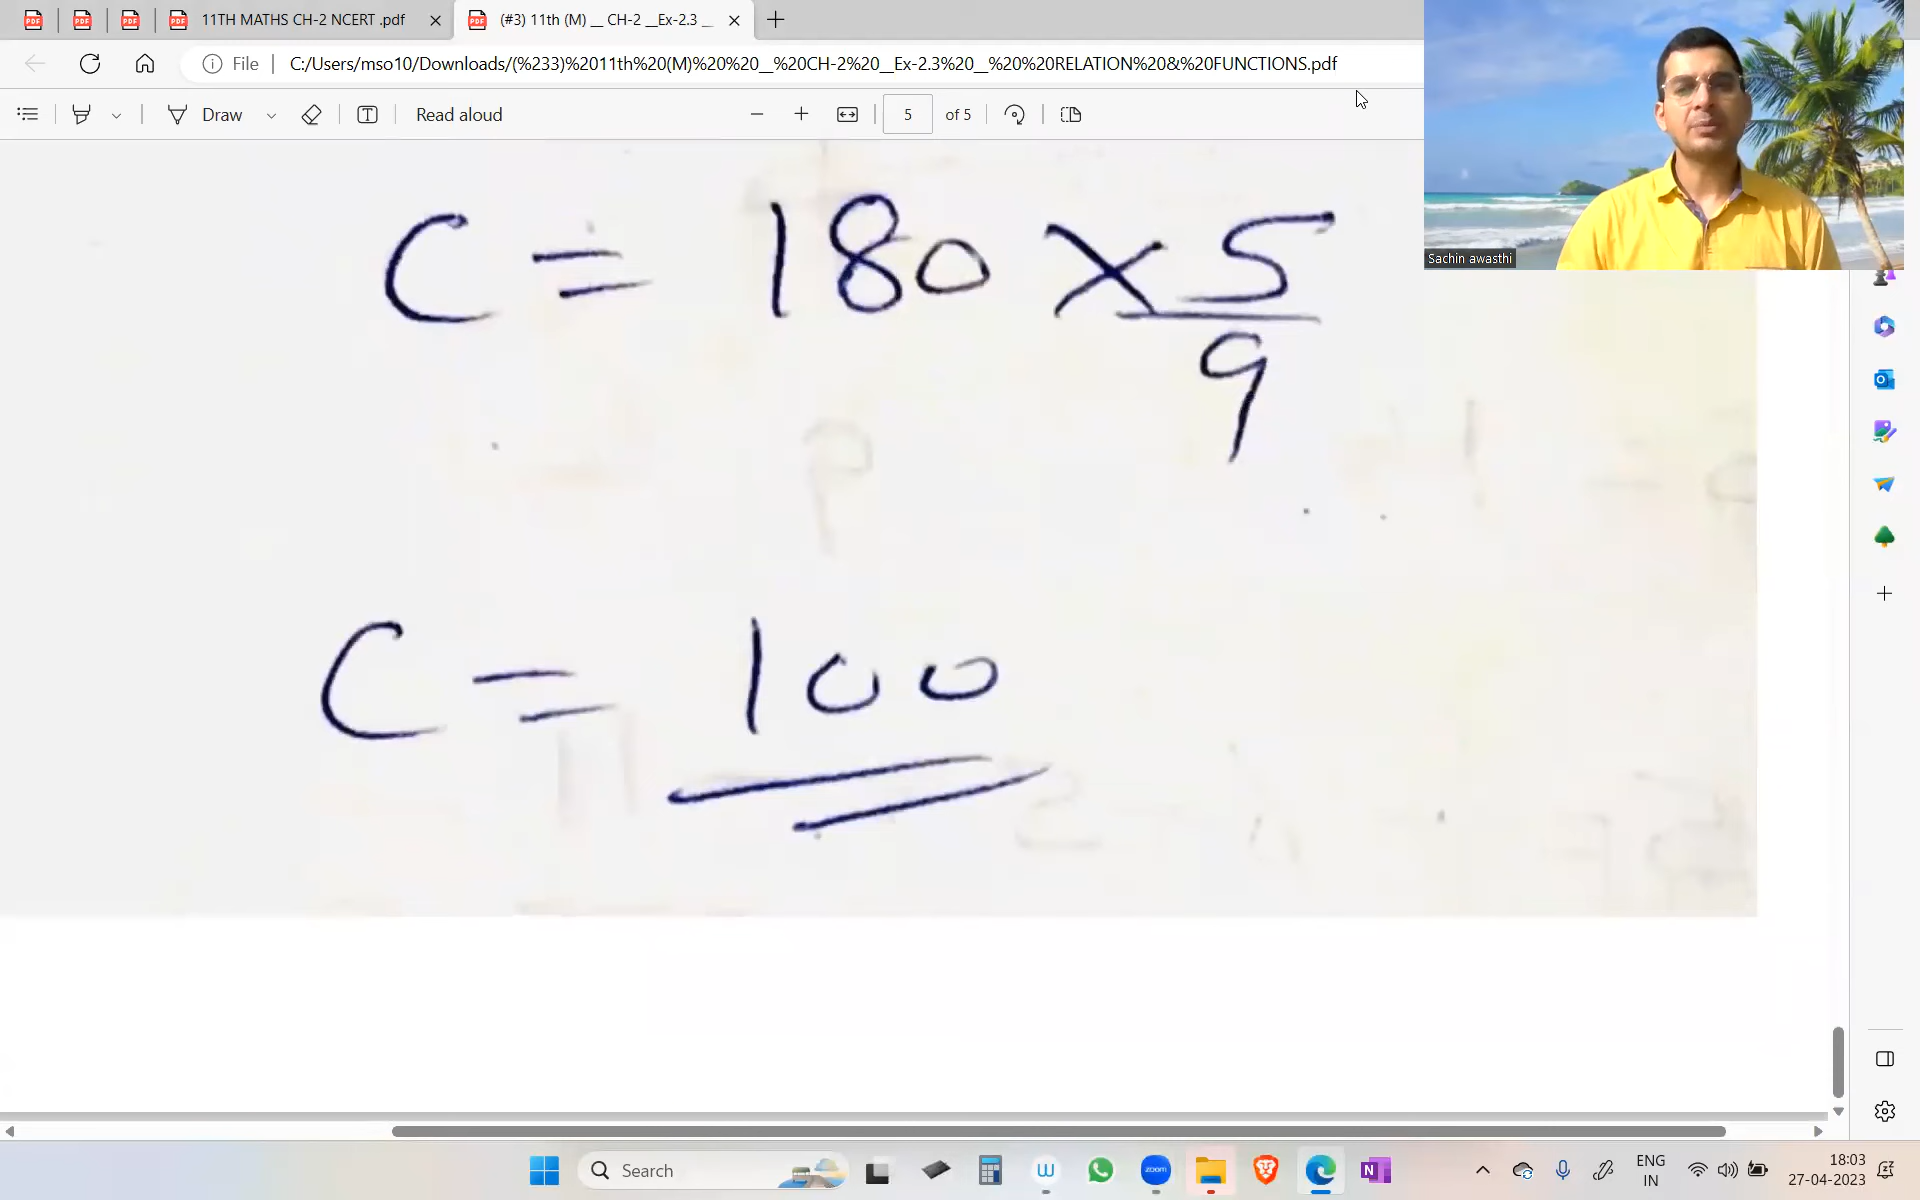 11TH MATHS CH-2 NCERT .pdf
(#3) 11th (M) __ CH-2 __Ex-2.3 __
File
C:/Users/mso10/Downloads/(%233)%2011th%20(M)%20%20__%20CH-2%20__Ex-2.3%20__%20%20RELATION%20&%20FUNCTIONS.pdf
Draw
Read aloud
5 of 5
C = 180 × 5/9
C = 100
Sachin awasthi
Search
zoom
ENG
IN
18:03
27-04-2023